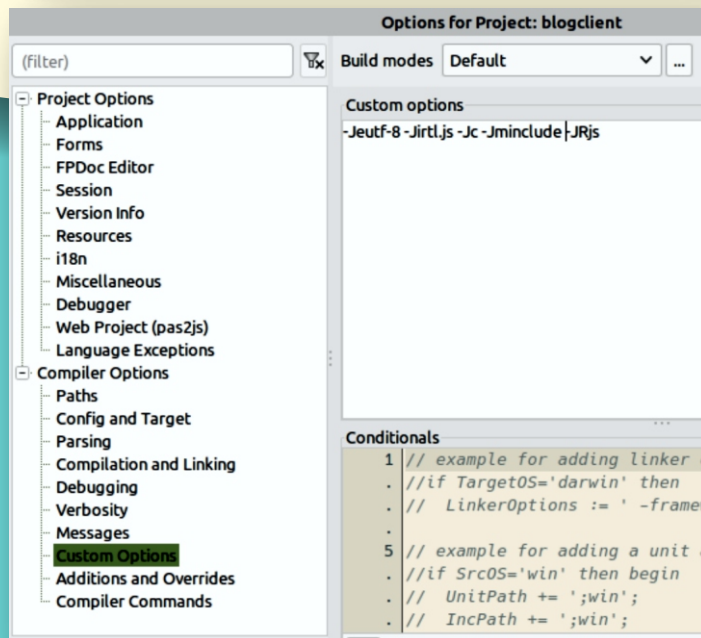 Options for Project: blogclient
(filter)
Build modes Default ...
Project Options
Application
Forms
FPDoc Editor
Session
Version Info
Resources
i18n
Miscellaneous
Debugger
Web Project (pas2js)
Language Exceptions
Compiler Options
Paths
Config and Target
Parsing
Compilation and Linking
Debugging
Verbosity
Messages
Custom Options
Additions and Overrides
Compiler Commands
Custom options
-Jeutf-8 -Jirtl.js -Jc -Jminclude -JRjs
Conditionals
1 // example for adding linker
. //if TargetOS='darwin' then
. // LinkerOptions := ' -frame
.
5 // example for adding a unit
. //if SrcOS='win' then begin
. // UnitPath += ';win';
. // IncPath += ';win';